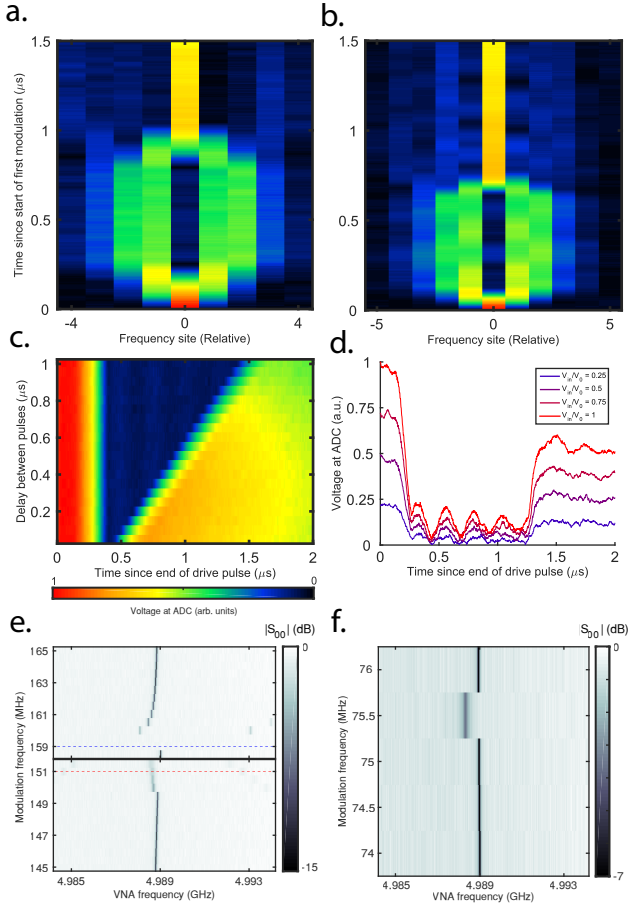 a.
b.
Time since start of first modulation (μs)
1.5
1
0.5
0
-4
0
4
Frequency site (Relative)
1.5
1
0.5
0
-5
0
5
Frequency site (Relative)
c.
d.
Delay between pulses (μs)
1
0.8
0.6
0.4
0.2
0
0.5
1
1.5
2
Time since end of drive pulse (μs)
1
0
Voltage at ADC (arb. units)
Voltage at ADC (a.u.)
1
0.75
0.5
0.25
0
0
0.4
0.8
1.2
1.6
2
Time since end of drive pulse (μs)
V_in/V_0 = 0.25
V_in/V_0 = 0.5
V_in/V_0 = 0.75
V_in/V_0 = 1
e.
f.
|S_00| (dB)
0
-15
Modulation frequency (MHz)
165
163
161
159
151
149
147
145
4.985
4.989
4.993
VNA frequency (GHz)
|S_00| (dB)
0
-7
Modulation frequency (MHz)
76
75.5
75
74.5
74
4.985
4.989
4.993
VNA frequency (GHz)